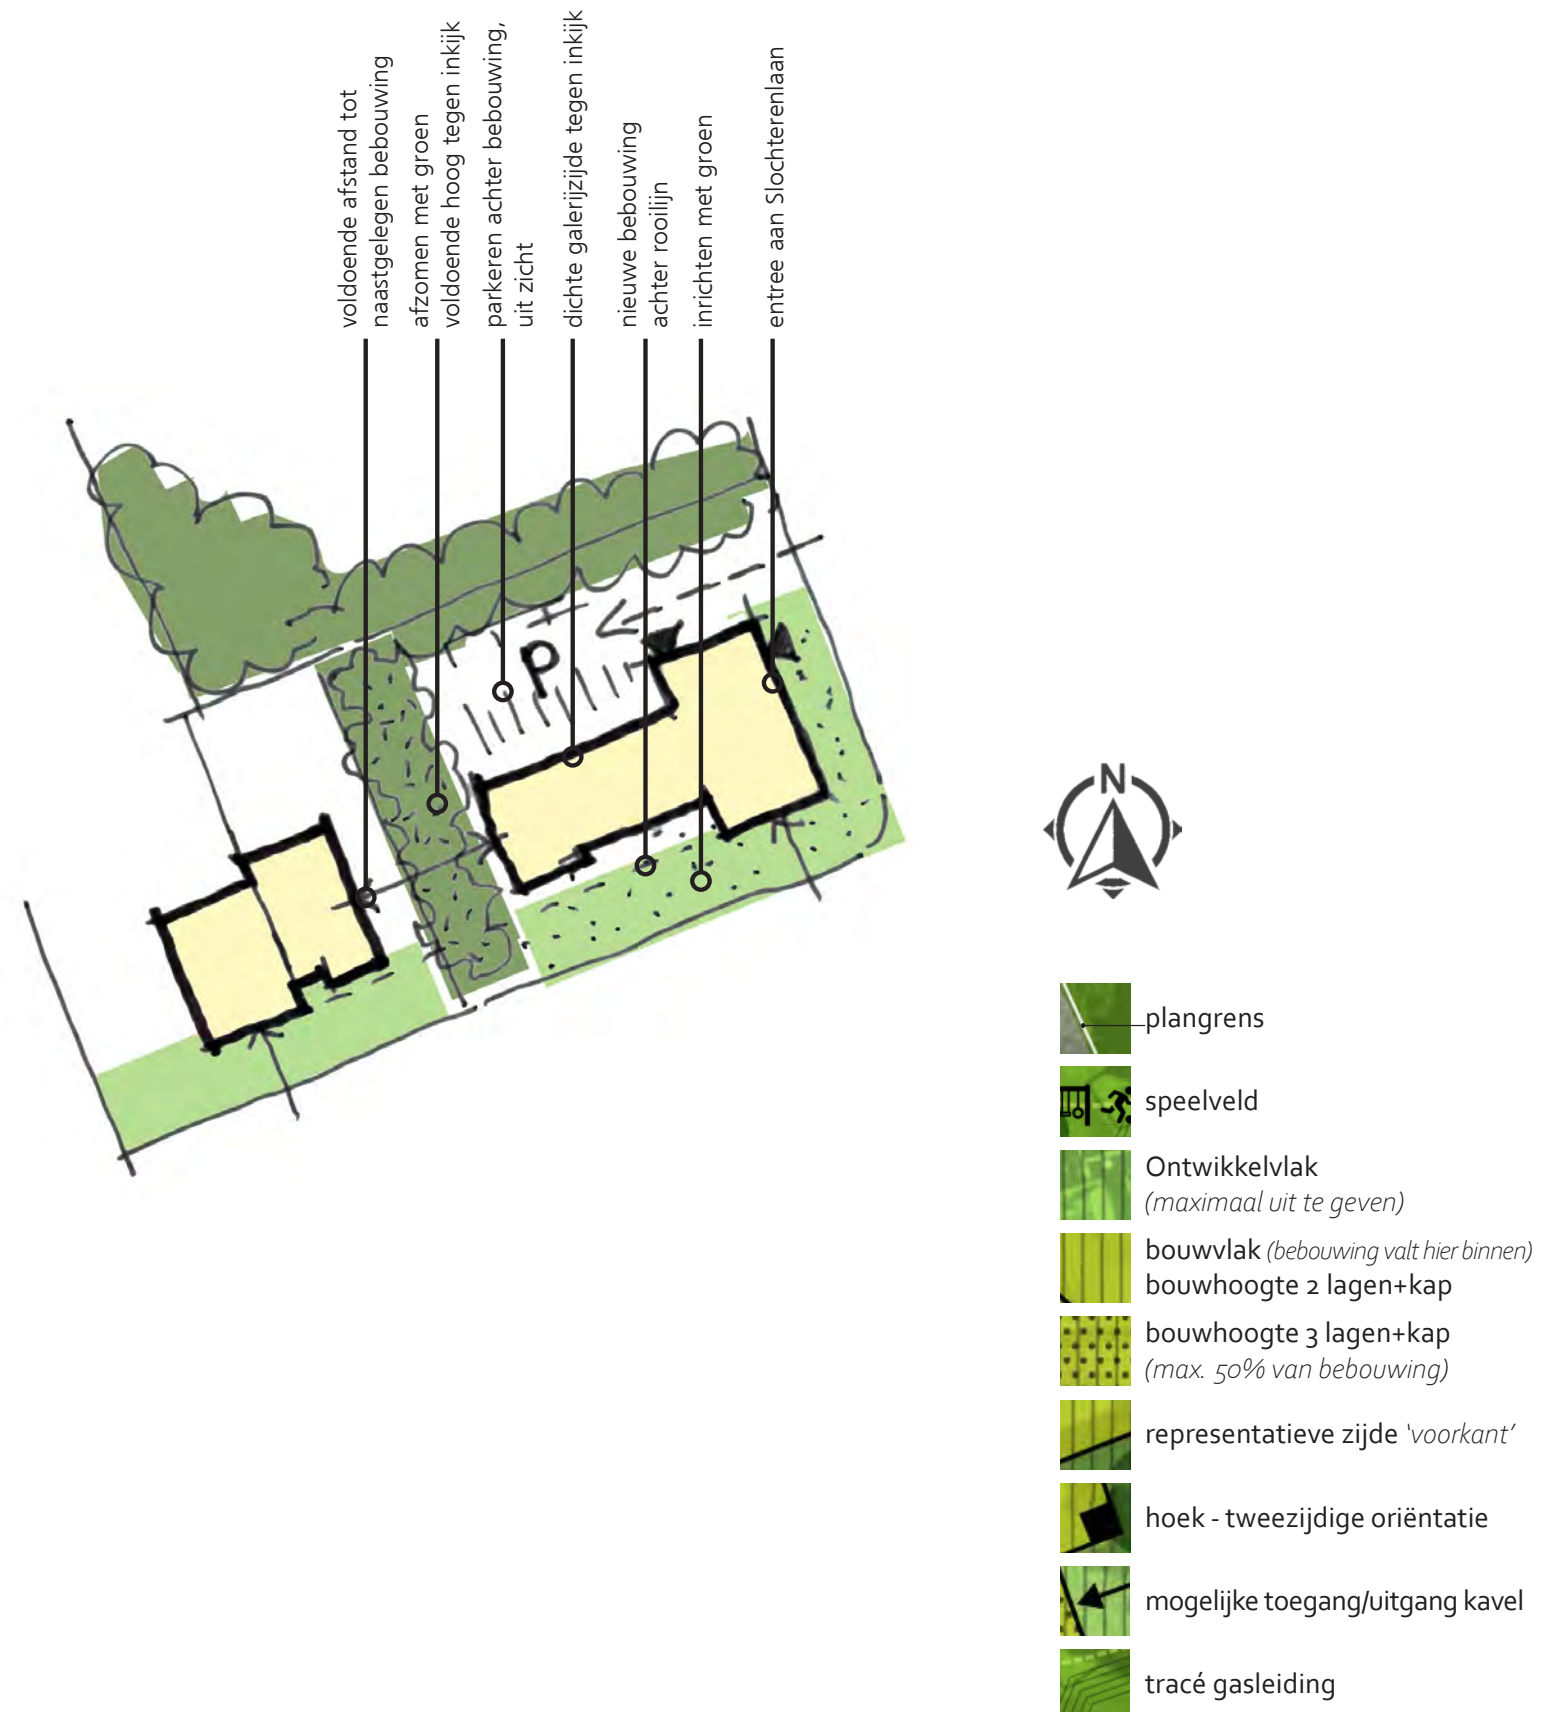 voldoende afstand tot
naastgelegen bebouwing
afzomen met groen
voldoende hoog tegen inkijk
parkeren achter bebouwing,
uit zicht
dichte galerijzijde tegen inkijk
nieuwe bebouwing
achter rooilijn
inrichten met groen
entree aan Slochterenlaan
P
N
plangrens
speelveld
Ontwikkelvlak
(maximaal uit te geven)
bouwvlak (bebouwing valt hier binnen)
bouwhoogte 2 lagen+kap
bouwhoogte 3 lagen+kap
(max. 50% van bebouwing)
representatieve zijde ‘voorkant’
hoek - tweezijdige oriëntatie
mogelijke toegang/uitgang kavel
tracé gasleiding